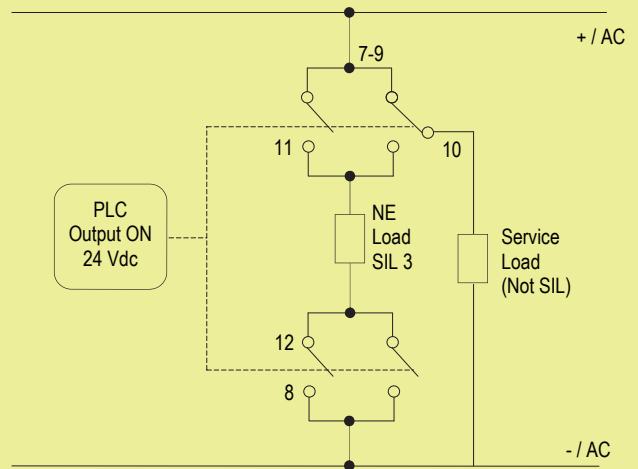 + / AC
7-9
11
10
PLC
Output ON
24 Vdc
NE
Load
SIL 3
Service
Load
(Not SIL)
12
8
- / AC